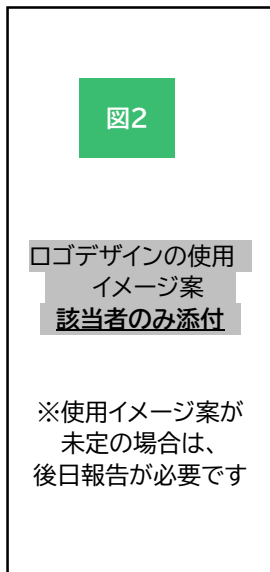 図2
ロゴデザインの使用
イメージ案
該当者のみ添付
※使用イメージ案が
未定の場合は、
後日報告が必要です